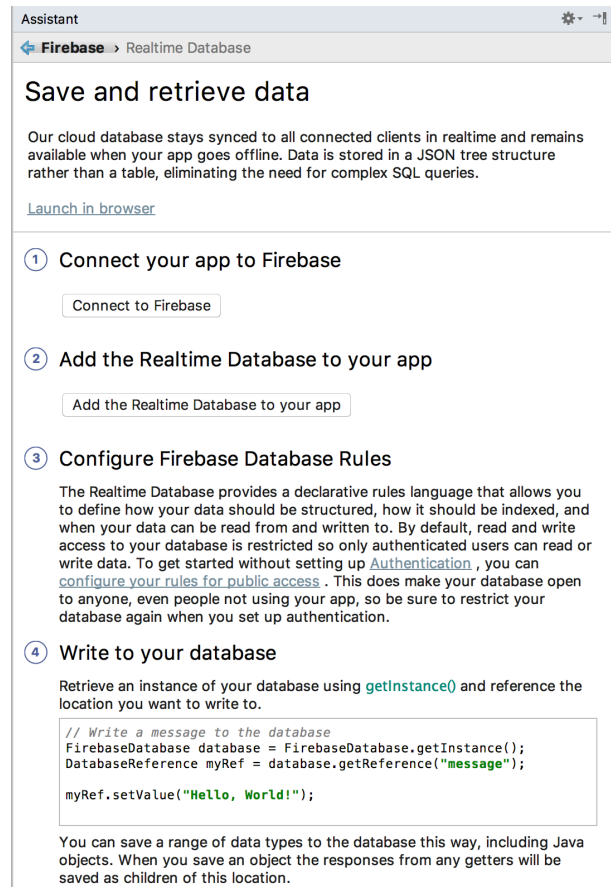 Assistant
Firebase › Realtime Database
Save and retrieve data
Our cloud database stays synced to all connected clients in realtime and remains
available when your app goes offline. Data is stored in a JSON tree structure
rather than a table, eliminating the need for complex SQL queries.
Launch in browser
1 Connect your app to Firebase
Connect to Firebase
2 Add the Realtime Database to your app
Add the Realtime Database to your app
3 Configure Firebase Database Rules
The Realtime Database provides a declarative rules language that allows you
to define how your data should be structured, how it should be indexed, and
when your data can be read from and written to. By default, read and write
access to your database is restricted so only authenticated users can read or
write data. To get started without setting up Authentication , you can
configure your rules for public access . This does make your database open
to anyone, even people not using your app, so be sure to restrict your
database again when you set up authentication.
4 Write to your database
Retrieve an instance of your database using getInstance() and reference the
location you want to write to.
// Write a message to the database
FirebaseDatabase database = FirebaseDatabase.getInstance();
DatabaseReference myRef = database.getReference("message");
myRef.setValue("Hello, World!");
You can save a range of data types to the database this way, including Java
objects. When you save an object the responses from any getters will be
saved as children of this location.